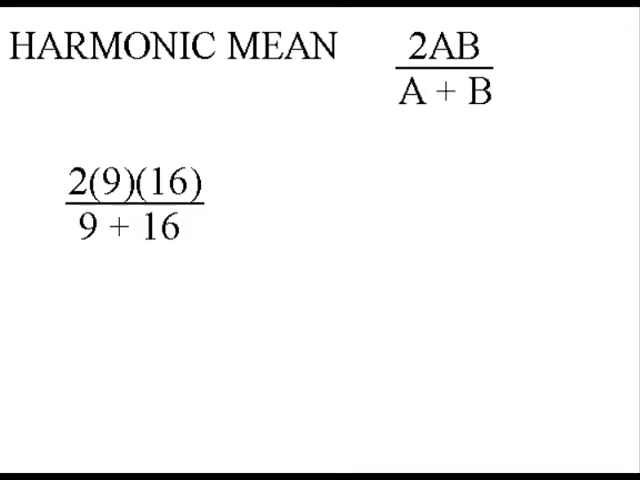 HARMONIC MEAN
2AB
A + B
2(9)(16)
9 + 16